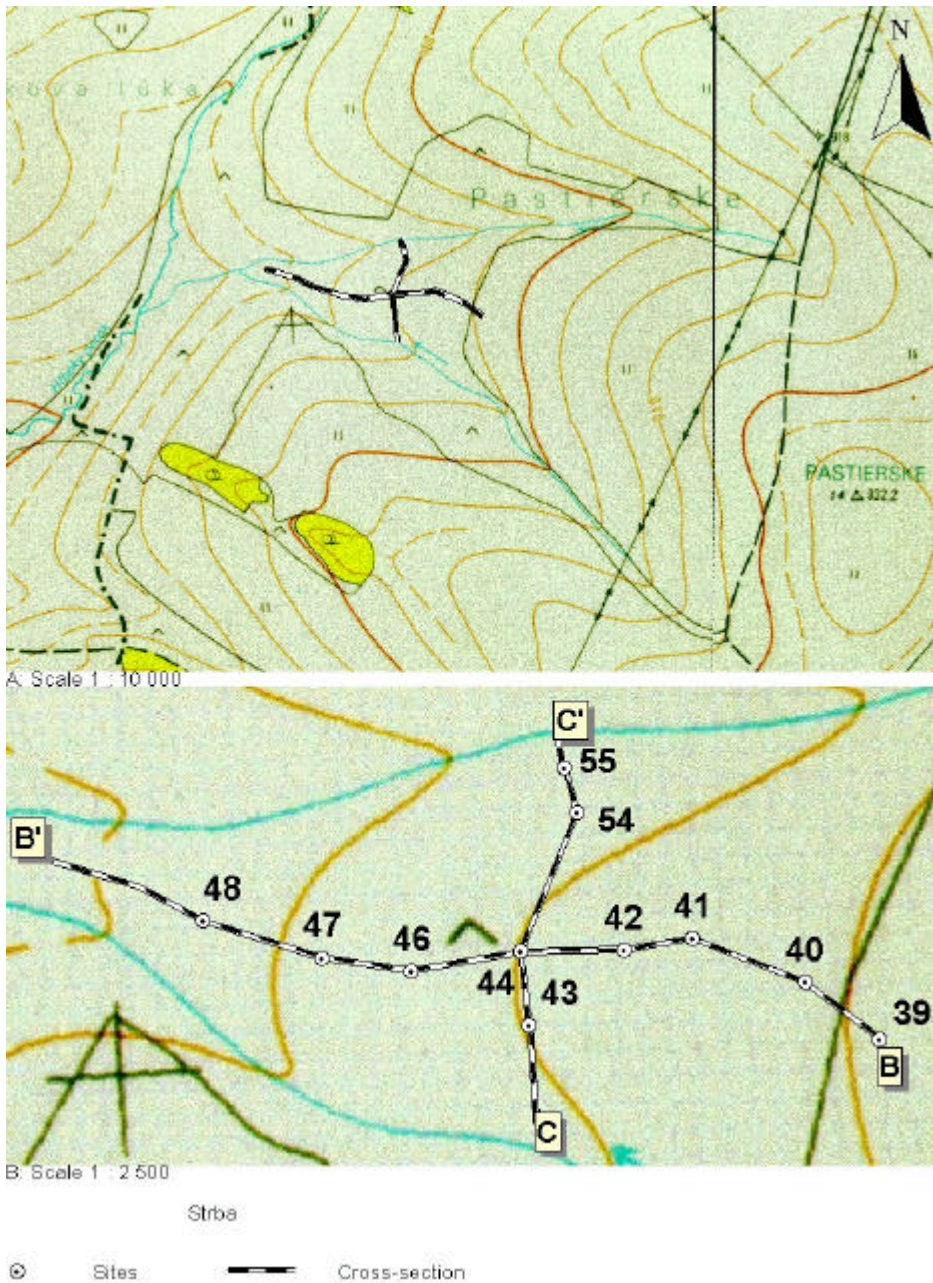 N
Pastierske
PASTIERSKE
A: Scale 1 : 10 000
C'
55
54
B'
48
47
46
44
43
42
41
40
39
B
C
B: Scale 1 : 2 500
Strba
Sites
Cross-section